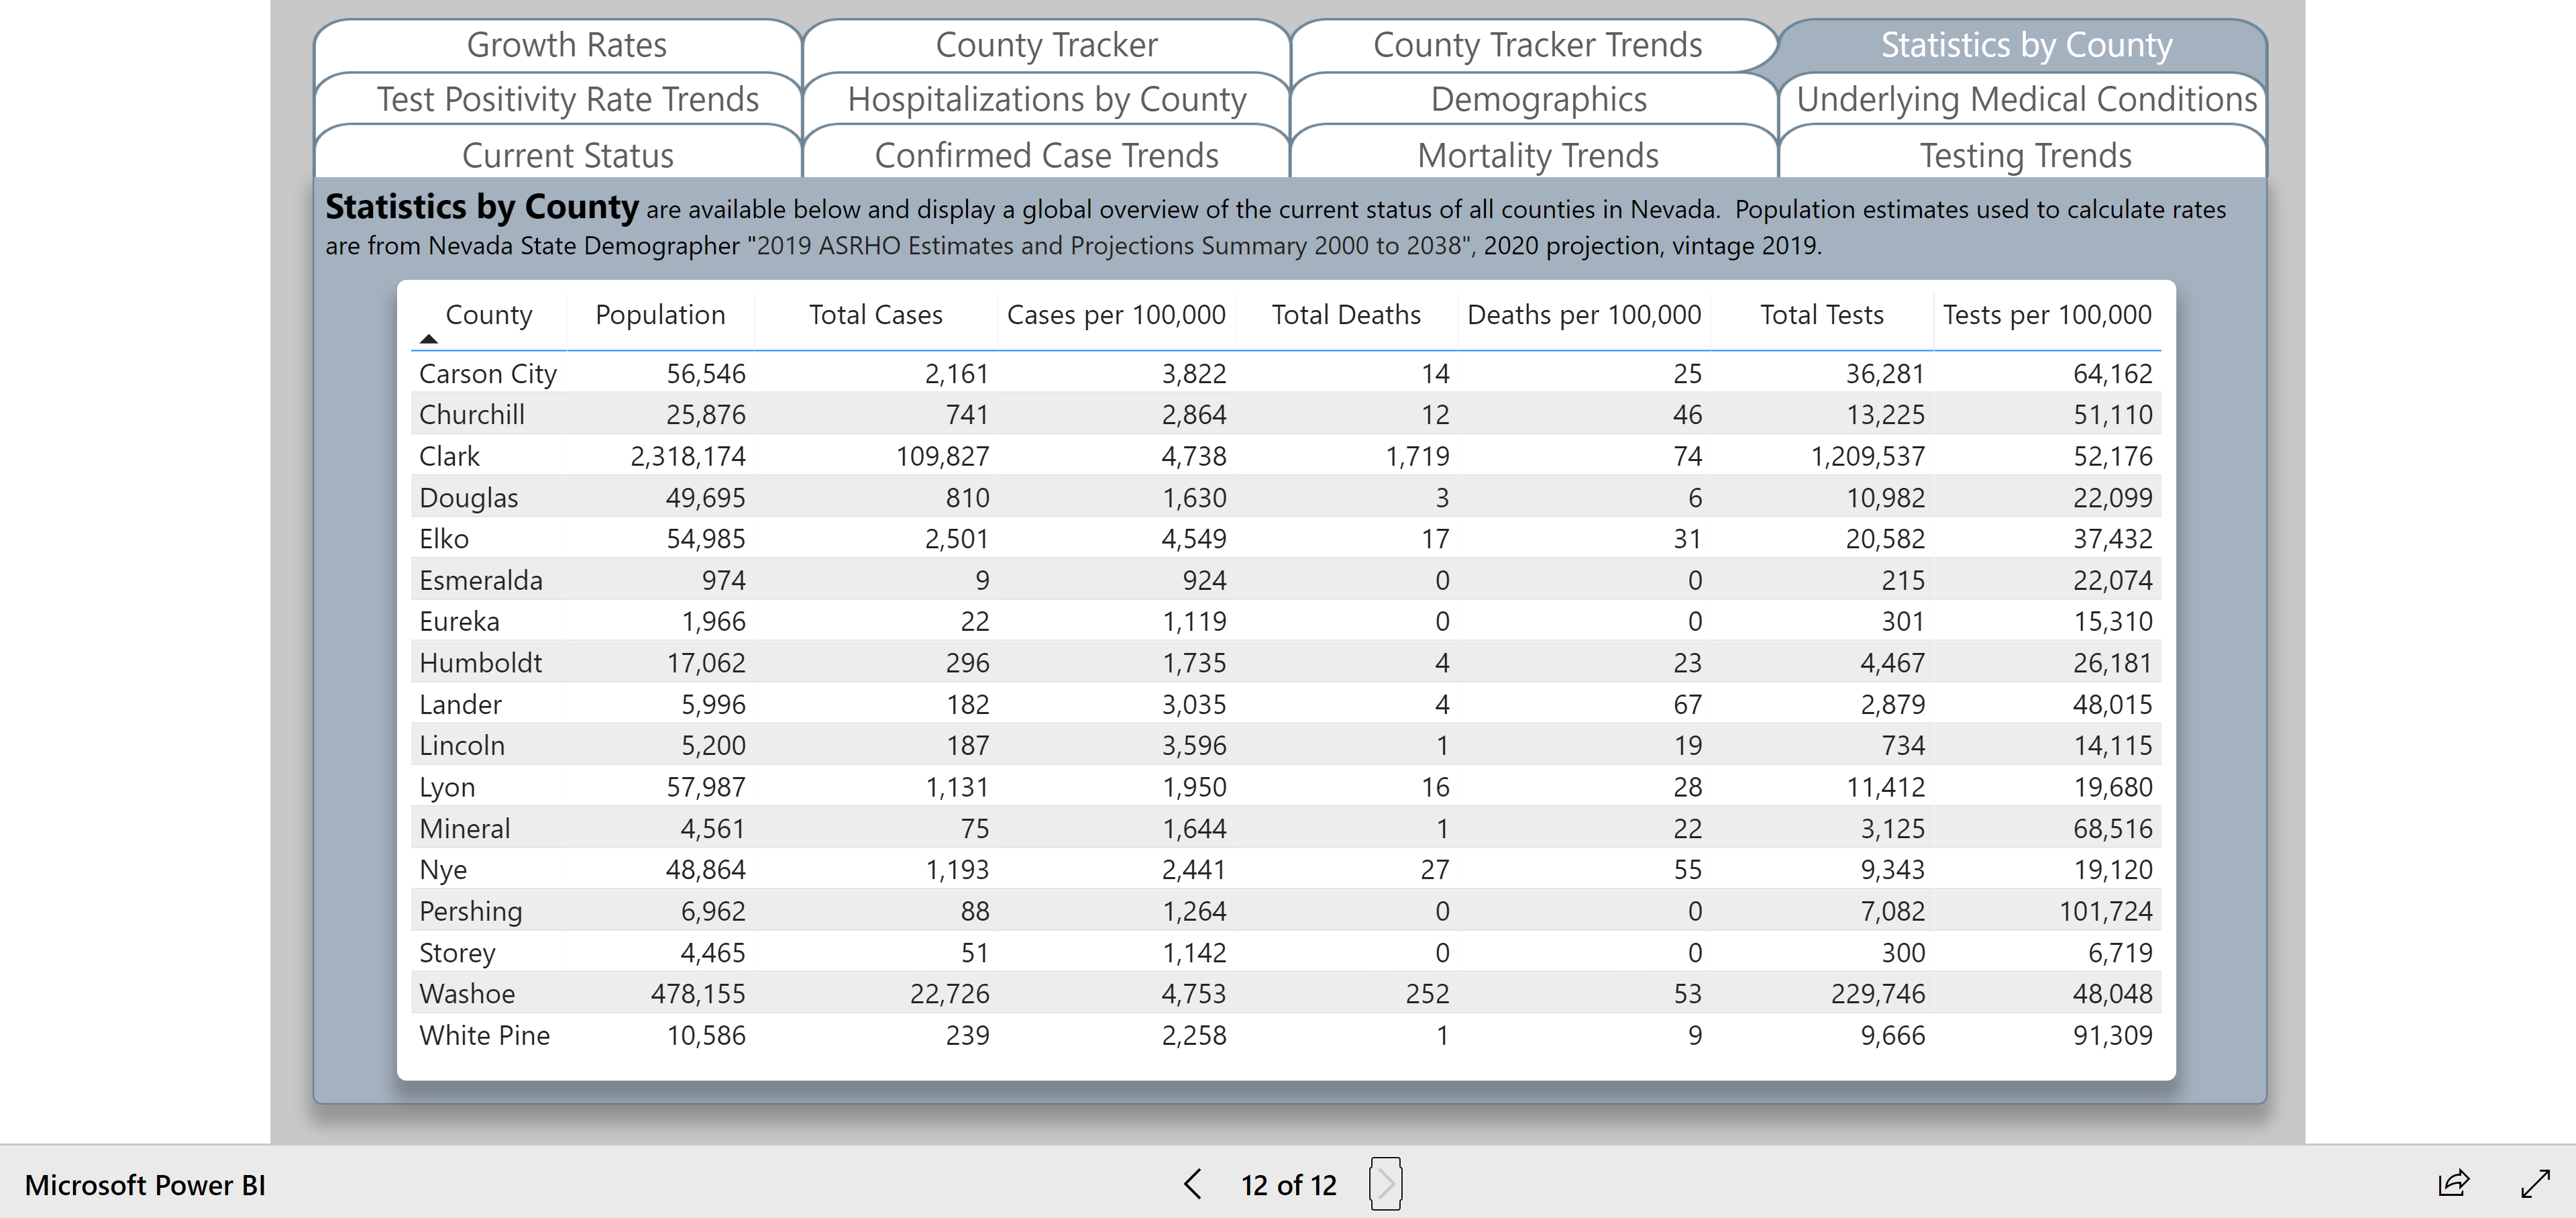 Growth Rates County Tracker County Tracker Trends Statistics by County
Test Positivity Rate Trends Hospitalizations by County Demographics Underlying Medical Conditions
Current Status Confirmed Case Trends Mortality Trends Testing Trends
Statistics by County are available below and display a global overview of the current status of all counties in Nevada. Population estimates used to calculate rates
are from Nevada State Demographer "2019 ASRHO Estimates and Projections Summary 2000 to 2038", 2020 projection, vintage 2019.
County Population Total Cases Cases per 100,000 Total Deaths Deaths per 100,000 Total Tests Tests per 100,000
Carson City 56,546 2,161 3,822 14 25 36,281 64,162
Churchill 25,876 741 2,864 12 46 13,225 51,110
Clark 2,318,174 109,827 4,738 1,719 74 1,209,537 52,176
Douglas 49,695 810 1,630 3 6 10,982 22,099
Elko 54,985 2,501 4,549 17 31 20,582 37,432
Esmeralda 974 9 924 0 0 215 22,074
Eureka 1,966 22 1,119 0 0 301 15,310
Humboldt 17,062 296 1,735 4 23 4,467 26,181
Lander 5,996 182 3,035 4 67 2,879 48,015
Lincoln 5,200 187 3,596 1 19 734 14,115
Lyon 57,987 1,131 1,950 16 28 11,412 19,680
Mineral 4,561 75 1,644 1 22 3,125 68,516
Nye 48,864 1,193 2,441 27 55 9,343 19,120
Pershing 6,962 88 1,264 0 0 7,082 101,724
Storey 4,465 51 1,142 0 0 300 6,719
Washoe 478,155 22,726 4,753 252 53 229,746 48,048
White Pine 10,586 239 2,258 1 9 9,666 91,309
Microsoft Power BI 12 of 12